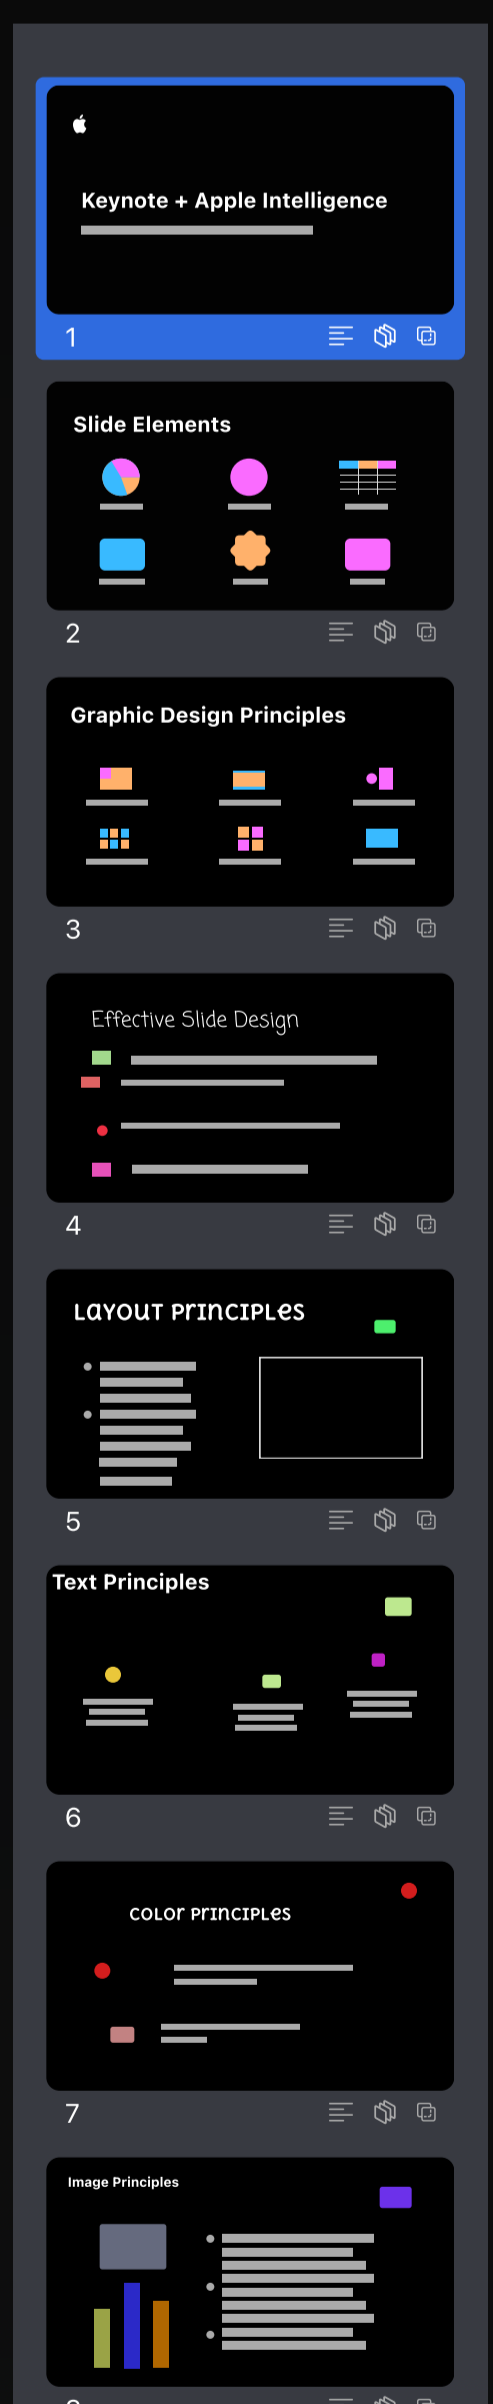 Keynote + Apple Intelligence
1
Slide Elements
2
Graphic Design Principles
3
Effective Slide Design
4
Layout Principles
5
Text Principles
6
Color Principles
7
Image Principles